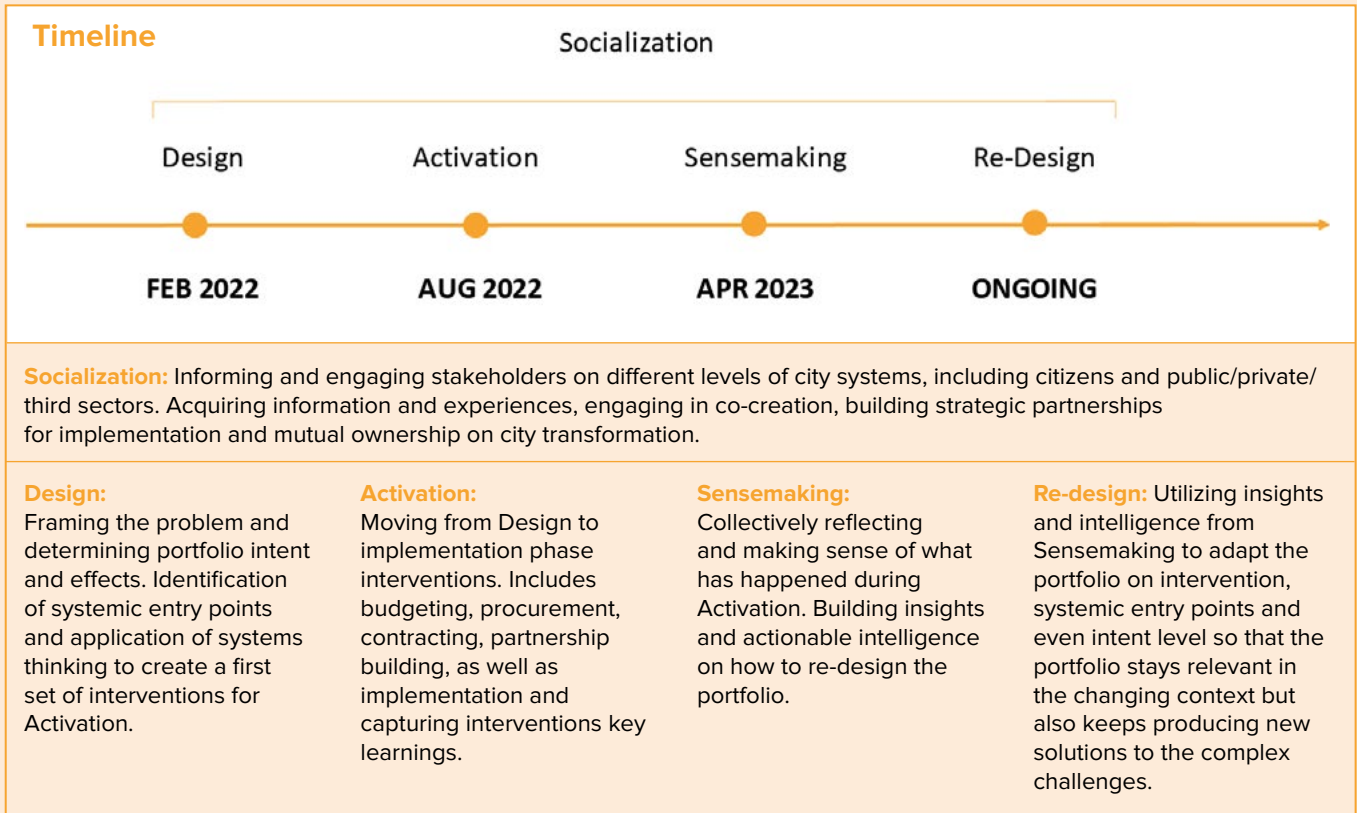 Timeline
Socialization
Design
Activation
Sensemaking
Re-Design
FEB 2022
AUG 2022
APR 2023
ONGOING
Socialization: Informing and engaging stakeholders on different levels of city systems, including citizens and public/private/
third sectors. Acquiring information and experiences, engaging in co-creation, building strategic partnerships
for implementation and mutual ownership on city transformation.
Design:
Framing the problem and
determining portfolio intent
and effects. Identification
of systemic entry points
and application of systems
thinking to create a first
set of interventions for
Activation.
Activation:
Moving from Design to
implementation phase
interventions. Includes
budgeting, procurement,
contracting, partnership
building, as well as
implementation and
capturing interventions key
learnings.
Sensemaking:
Collectively reflecting
and making sense of what
has happened during
Activation. Building insights
and actionable intelligence
on how to re-design the
portfolio.
Re-design: Utilizing insights
and intelligence from
Sensemaking to adapt the
portfolio on intervention,
systemic entry points and
even intent level so that the
portfolio stays relevant in
the changing context but
also keeps producing new
solutions to the complex
challenges.